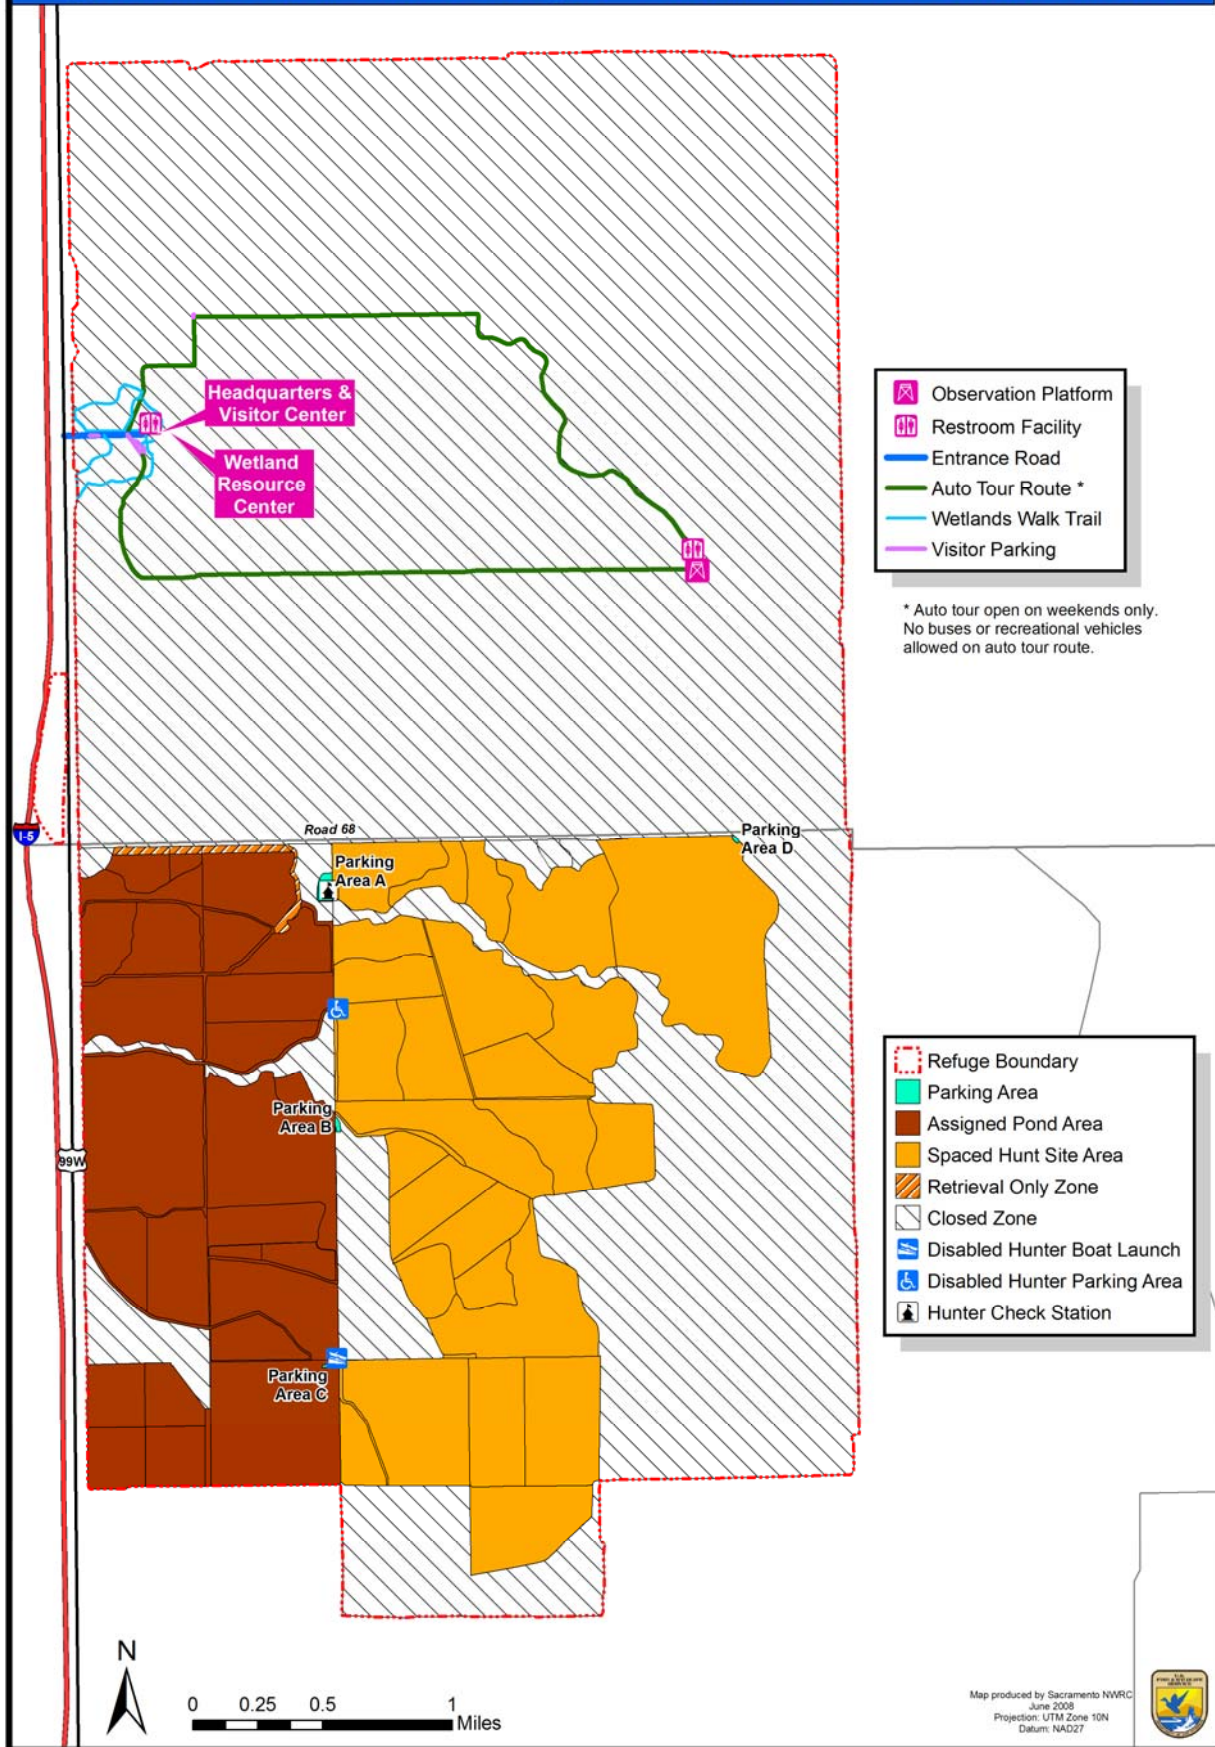 Headquarters &
Visitor Center
Wetland
Resource
Center
Observation Platform
Restroom Facility
Entrance Road
Auto Tour Route *
Wetlands Walk Trail
Visitor Parking
* Auto tour open on weekends only.
No buses or recreational vehicles
allowed on auto tour route.
I-5
Road 68
Parking
Area D
Parking
Area A
Parking
Area B
99W
Parking
Area C
Refuge Boundary
Parking Area
Assigned Pond Area
Spaced Hunt Site Area
Retrieval Only Zone
Closed Zone
Disabled Hunter Boat Launch
Disabled Hunter Parking Area
Hunter Check Station
N
0 0.25 0.5 1
Miles
Map produced by Sacramento NWRC
June 2008
Projection: UTM Zone 10N
Datum: NAD27
U.S.
FISH & WILDLIFE
SERVICE